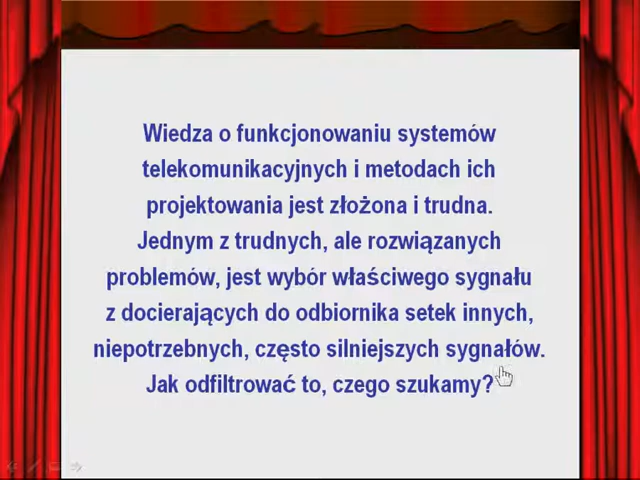 Wiedza o funkcjonowaniu systemów
telekomunikacyjnych i metodach ich
projektowania jest złożona i trudna.
Jednym z trudnych, ale rozwiązanych
problemów, jest wybór właściwego sygnału
z docierających do odbiornika setek innych,
niepotrzebnych, często silniejszych sygnałów.
Jak odfiltrować to, czego szukamy?